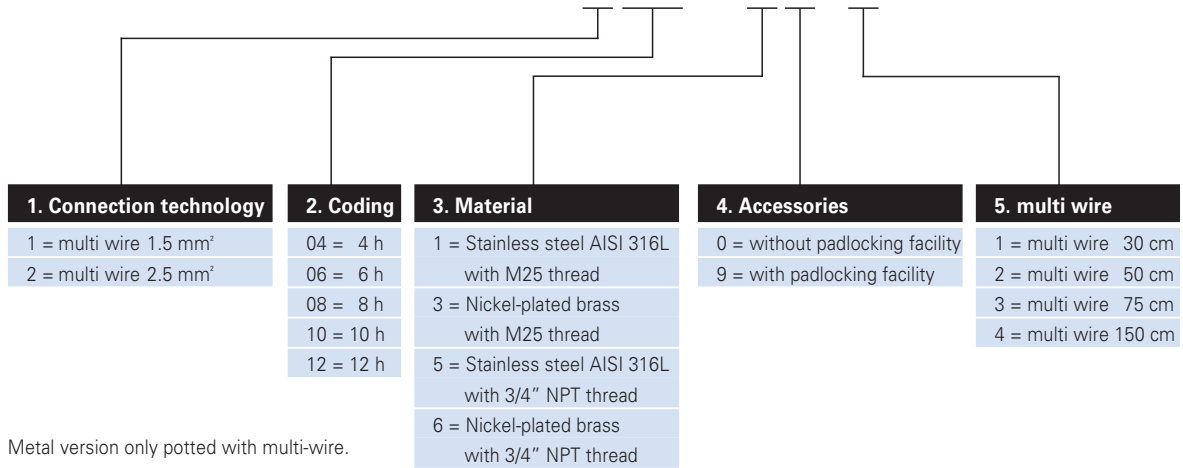 1. Connection technology
1 = multi wire 1.5 mm²
2 = multi wire 2.5 mm²
2. Coding
04 = 4 h
06 = 6 h
08 = 8 h
10 = 10 h
12 = 12 h
3. Material
1 = Stainless steel AISI 316L
with M25 thread
3 = Nickel-plated brass
with M25 thread
5 = Stainless steel AISI 316L
with 3/4” NPT thread
6 = Nickel-plated brass
with 3/4” NPT thread
4. Accessories
0 = without padlocking facility
9 = with padlocking facility
5. multi wire
1 = multi wire 30 cm
2 = multi wire 50 cm
3 = multi wire 75 cm
4 = multi wire 150 cm
Metal version only potted with multi-wire.